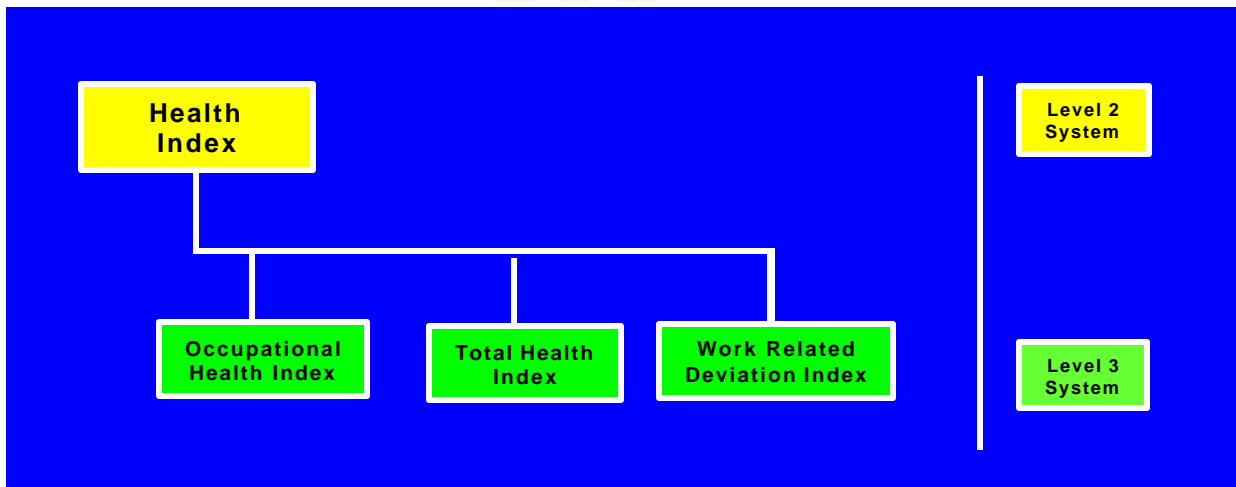 Health
Index
Level 2
System
Occupational
Health Index
Total Health
Index
Work Related
Deviation Index
Level 3
System